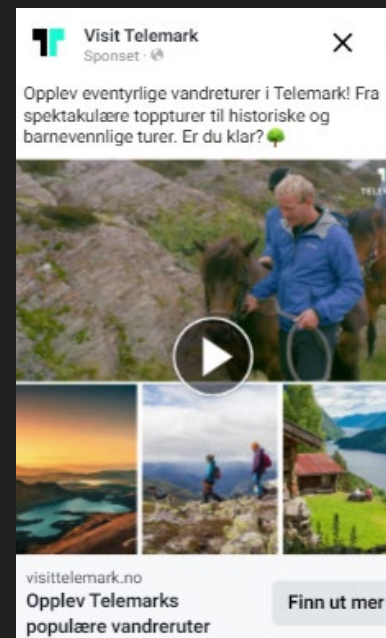 Visit Telemark
Sponset ·
Opplev eventyrlige vandreturer i Telemark! Fra
spektakulære toppturer til historiske og
barnevennlige turer. Er du klar?🌳
visittelemark.no
Opplev Telemarks
populære vandreruter
Finn ut mer